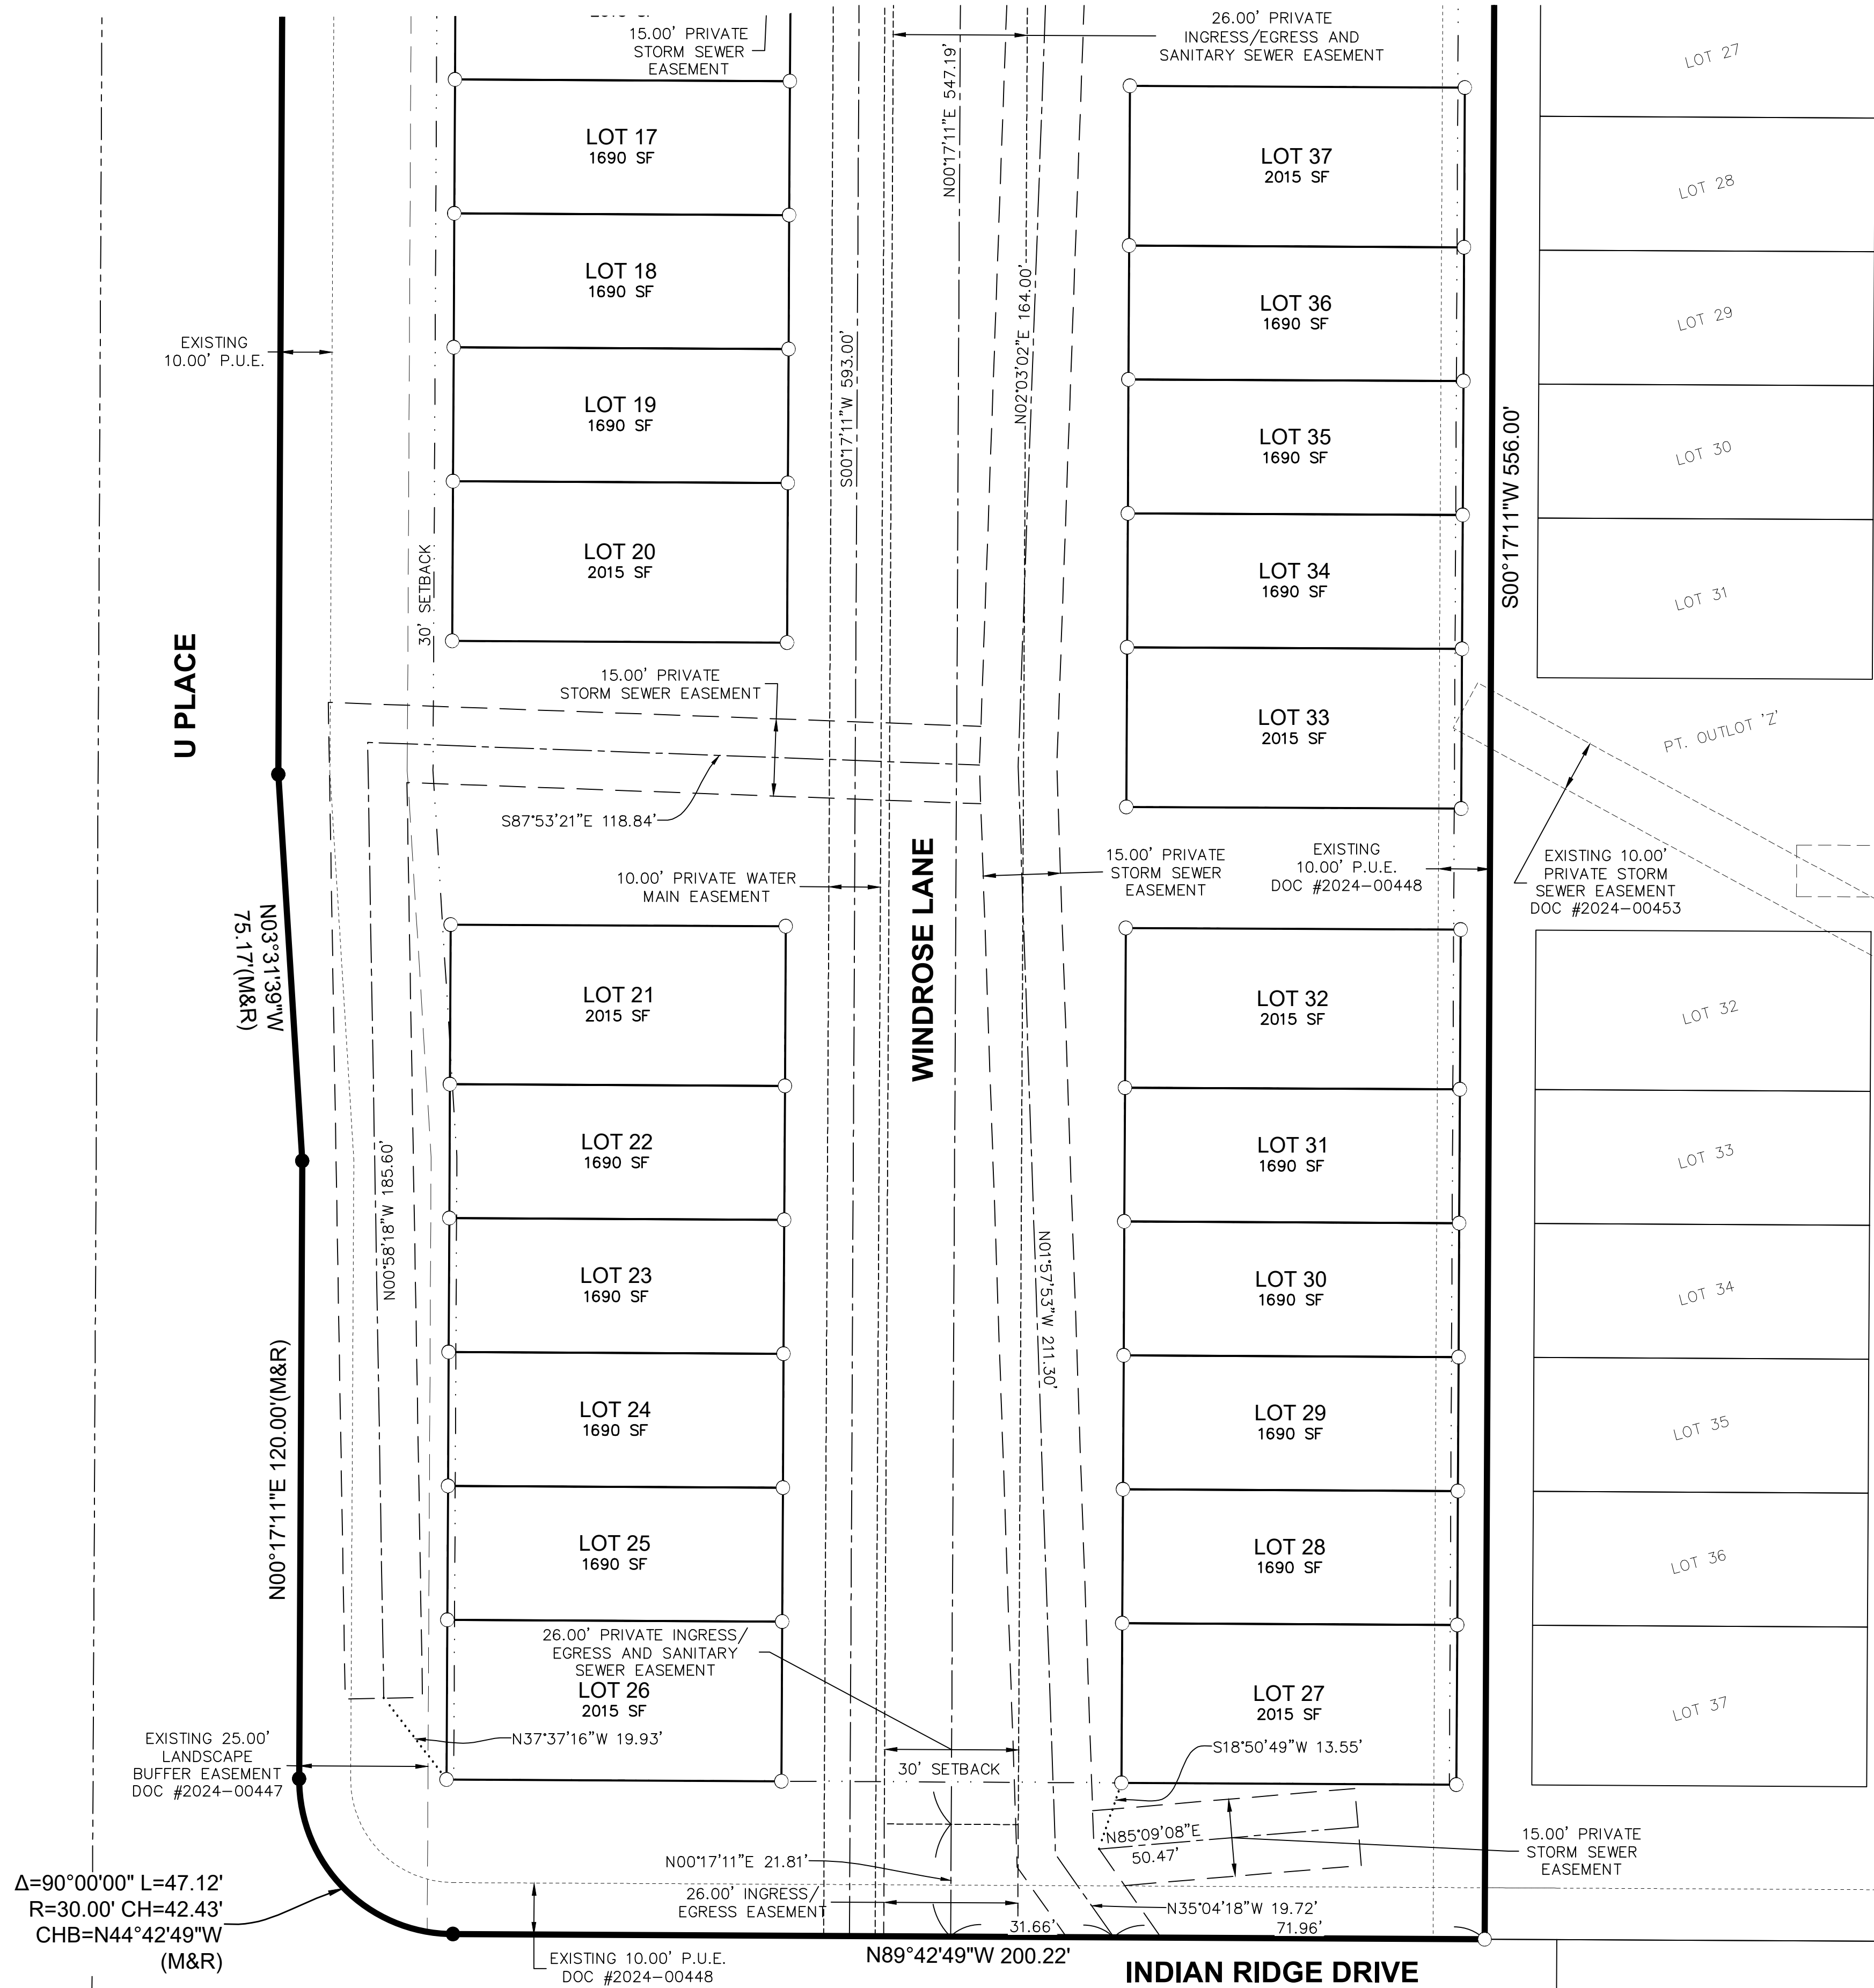 15.00' PRIVATE
STORM SEWER
EASEMENT
26.00' PRIVATE
INGRESS/EGRESS AND
SANITARY SEWER EASEMENT
N00°17'11"E 547.19'
LOT 27
LOT 17
1690 SF
LOT 37
2015 SF
LOT 28
LOT 18
1690 SF
LOT 36
1690 SF
LOT 29
EXISTING
10.00' P.U.E.
N02°03'02"E 164.00'
S00°17'11"W 593.00'
LOT 19
1690 SF
LOT 35
1690 SF
LOT 30
S00°17'11"W 556.00'
LOT 20
2015 SF
30' SETBACK
LOT 34
1690 SF
LOT 31
U PLACE
15.00' PRIVATE
STORM SEWER EASEMENT
LOT 33
2015 SF
PT. OUTLOT 'Z'
S87°53'21"E 118.84'
10.00' PRIVATE WATER
MAIN EASEMENT
WINDROSE LANE
15.00' PRIVATE
STORM SEWER
EASEMENT
EXISTING
10.00' P.U.E.
DOC #2024-00448
EXISTING 10.00'
PRIVATE STORM
SEWER EASEMENT
DOC #2024-00453
N03°31'39"W
75.17'(M&R)
LOT 21
2015 SF
LOT 32
2015 SF
LOT 32
N00°58'18"W 185.60'
LOT 22
1690 SF
LOT 31
1690 SF
LOT 33
N01°57'53"W 211.30'
LOT 23
1690 SF
LOT 30
1690 SF
LOT 34
N00°17'11"E 120.00'(M&R)
LOT 24
1690 SF
LOT 29
1690 SF
LOT 35
LOT 25
1690 SF
LOT 28
1690 SF
LOT 36
26.00' PRIVATE INGRESS/
EGRESS AND SANITARY
SEWER EASEMENT
LOT 26
2015 SF
LOT 27
2015 SF
LOT 37
EXISTING 25.00'
LANDSCAPE
BUFFER EASEMENT
DOC #2024-00447
N37°37'16"W 19.93'
S18°50'49"W 13.55'
30' SETBACK
N85°09'08"E
50.47'
15.00' PRIVATE
STORM SEWER
EASEMENT
N00°17'11"E 21.81'
26.00' INGRESS/
EGRESS EASEMENT
N35°04'18"W 19.72'
31.66'
71.96'
Δ=90°00'00" L=47.12'
R=30.00' CH=42.43'
CHB=N44°42'49"W
(M&R)
EXISTING 10.00' P.U.E.
DOC #2024-00448
N89°42'49"W 200.22'
INDIAN RIDGE DRIVE